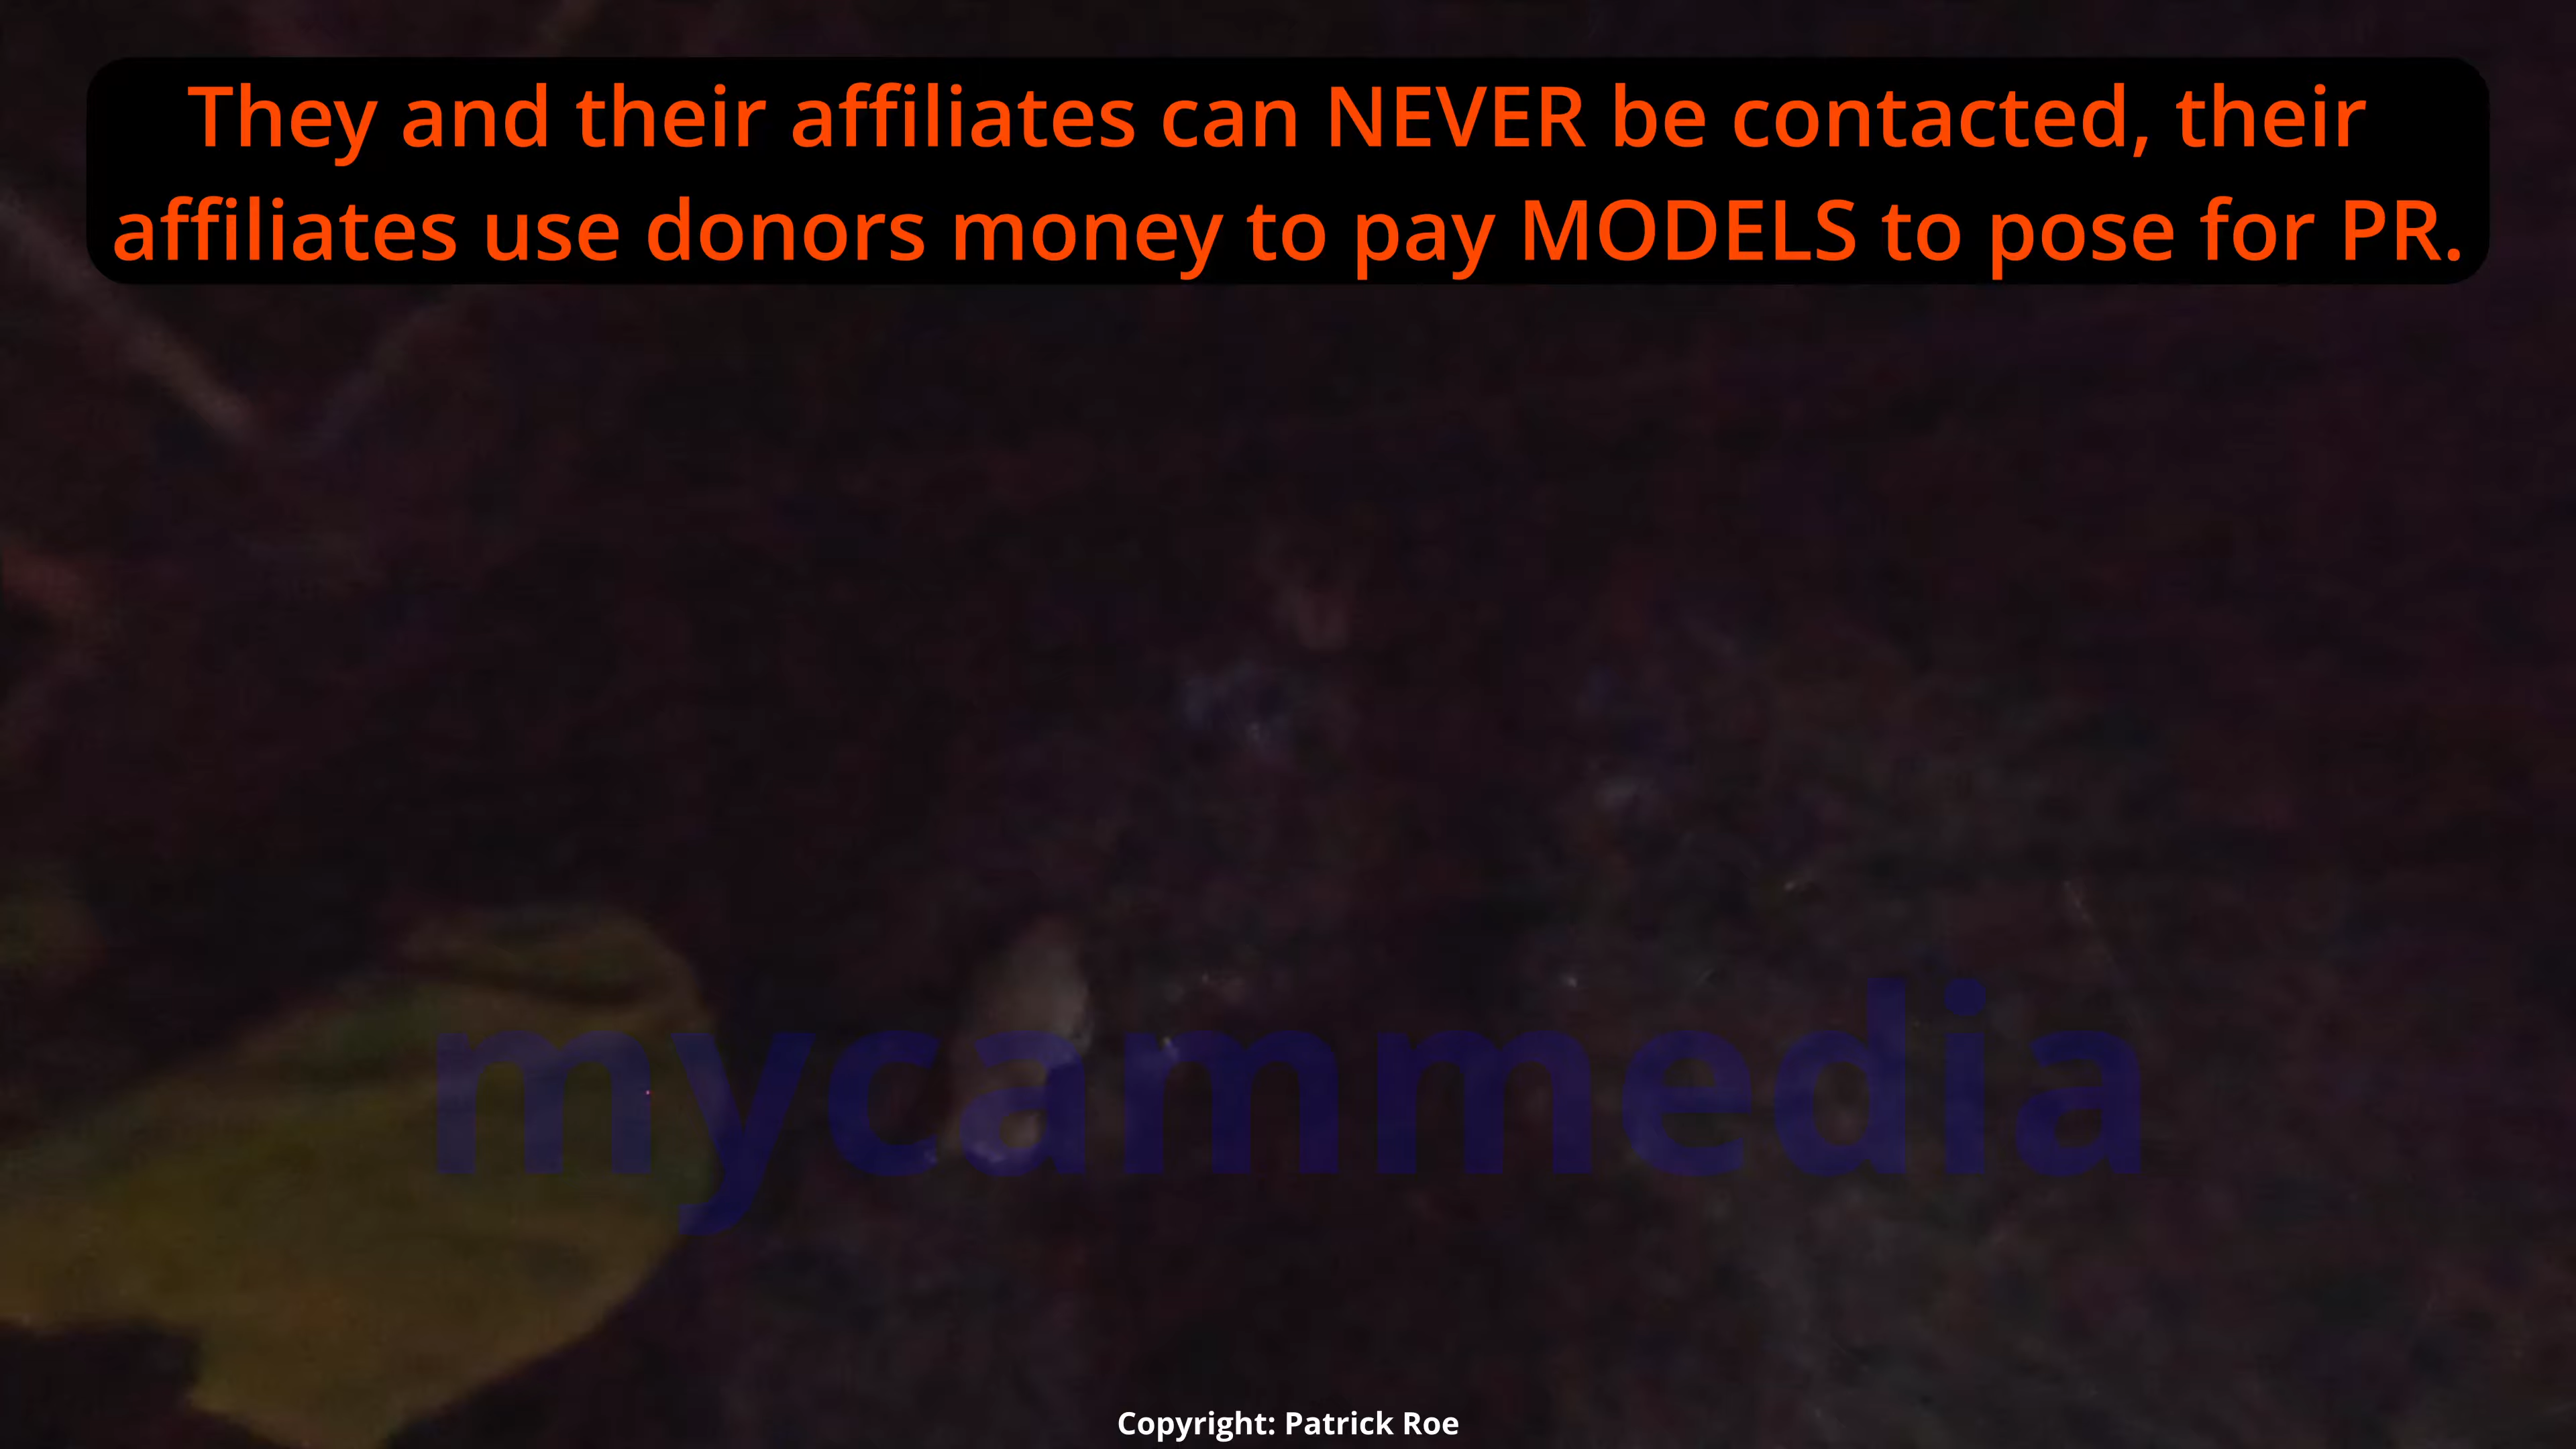 They and their affiliates can NEVER be contacted, their
affiliates use donors money to pay MODELS to pose for PR.
mycammedia
Copyright: Patrick Roe